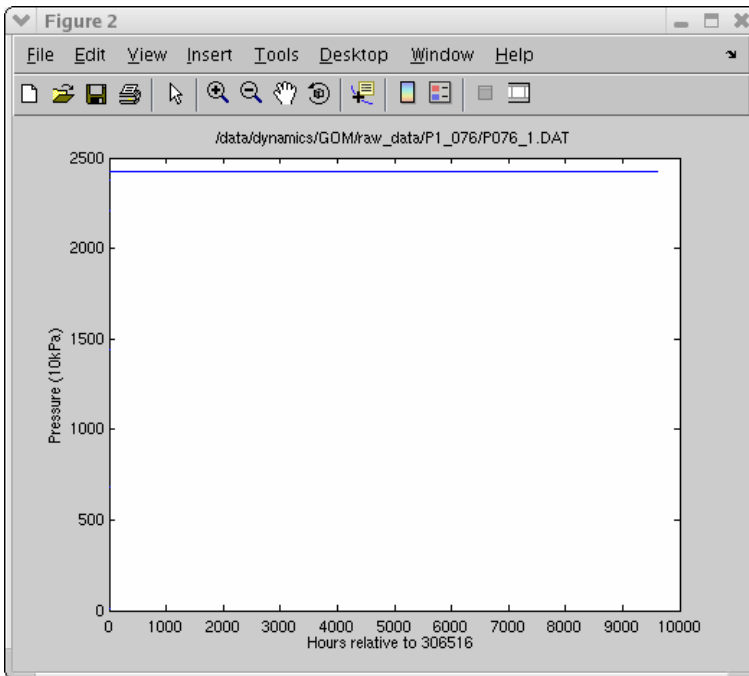 Figure 2
File Edit View Insert Tools Desktop Window Help
/data/dynamics/GOM/raw_data/P1_076/P076_1.DAT
2500
2000
1500
1000
500
0
Pressure (10kPa)
0 1000 2000 3000 4000 5000 6000 7000 8000 9000 10000
Hours relative to 306516